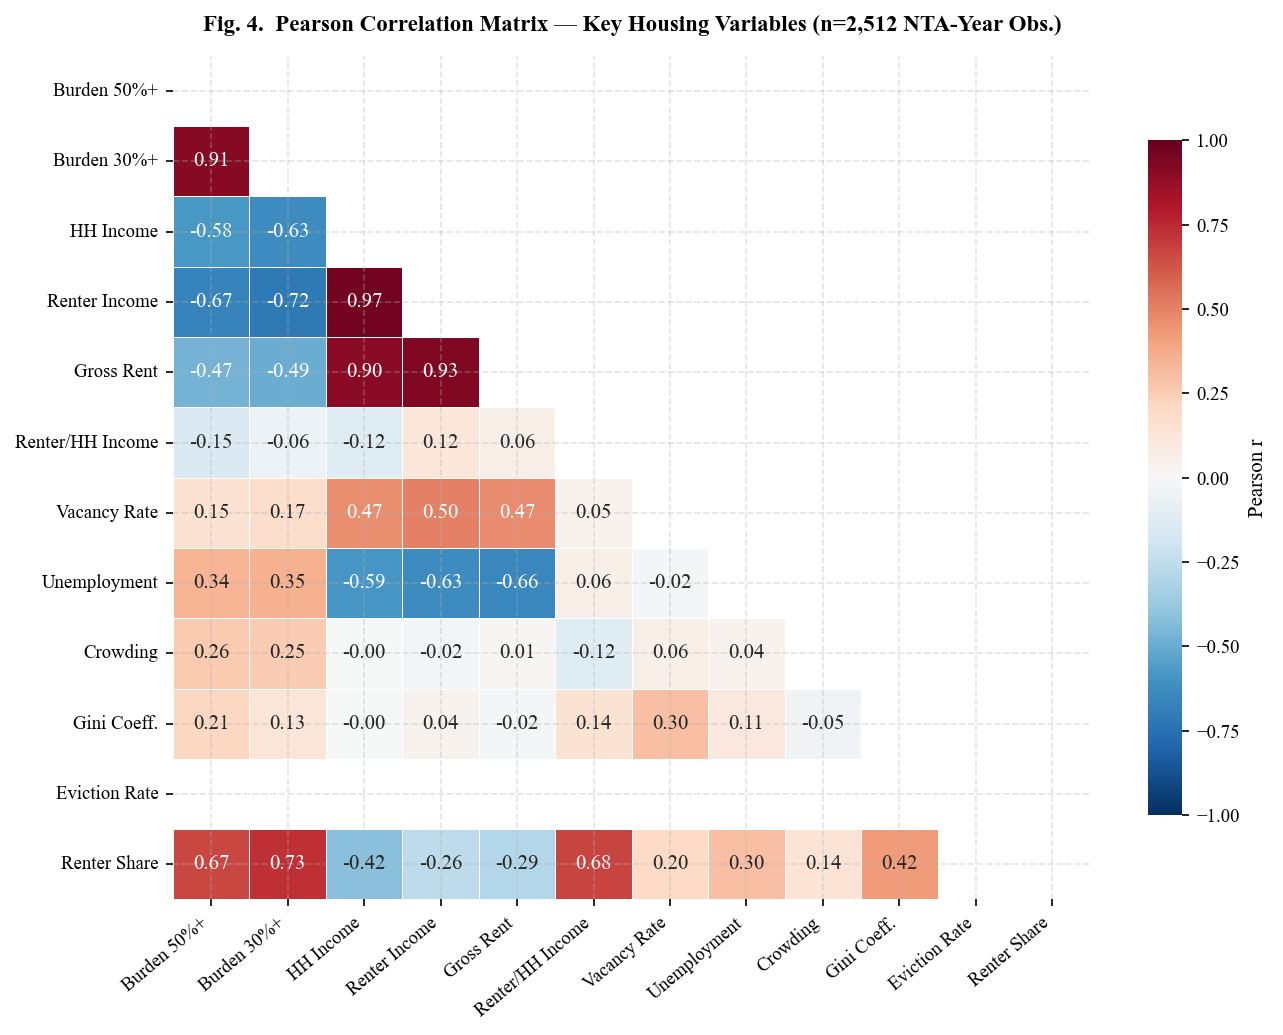 Fig. 4.  Pearson Correlation Matrix — Key Housing Variables (n=2,512 NTA-Year Obs.)
Burden 50%+
Burden 30%+ 0.91
HH Income -0.58 -0.63
Renter Income -0.67 -0.72 0.97
Gross Rent -0.47 -0.49 0.90 0.93
Renter/HH Income -0.15 -0.06 -0.12 0.12 0.06
Vacancy Rate 0.15 0.17 0.47 0.50 0.47 0.05
Unemployment 0.34 0.35 -0.59 -0.63 -0.66 0.06 -0.02
Crowding 0.26 0.25 -0.00 -0.02 0.01 -0.12 0.06 0.04
Gini Coeff. 0.21 0.13 -0.00 0.04 -0.02 0.14 0.30 0.11 -0.05
Eviction Rate
Renter Share 0.67 0.73 -0.42 -0.26 -0.29 0.68 0.20 0.30 0.14 0.42
Burden 50%+
Burden 30%+
HH Income
Renter Income
Gross Rent
Renter/HH Income
Vacancy Rate
Unemployment
Crowding
Gini Coeff.
Eviction Rate
Renter Share
1.00
0.75
0.50
0.25
0.00
−0.25
−0.50
−0.75
−1.00
Pearson r